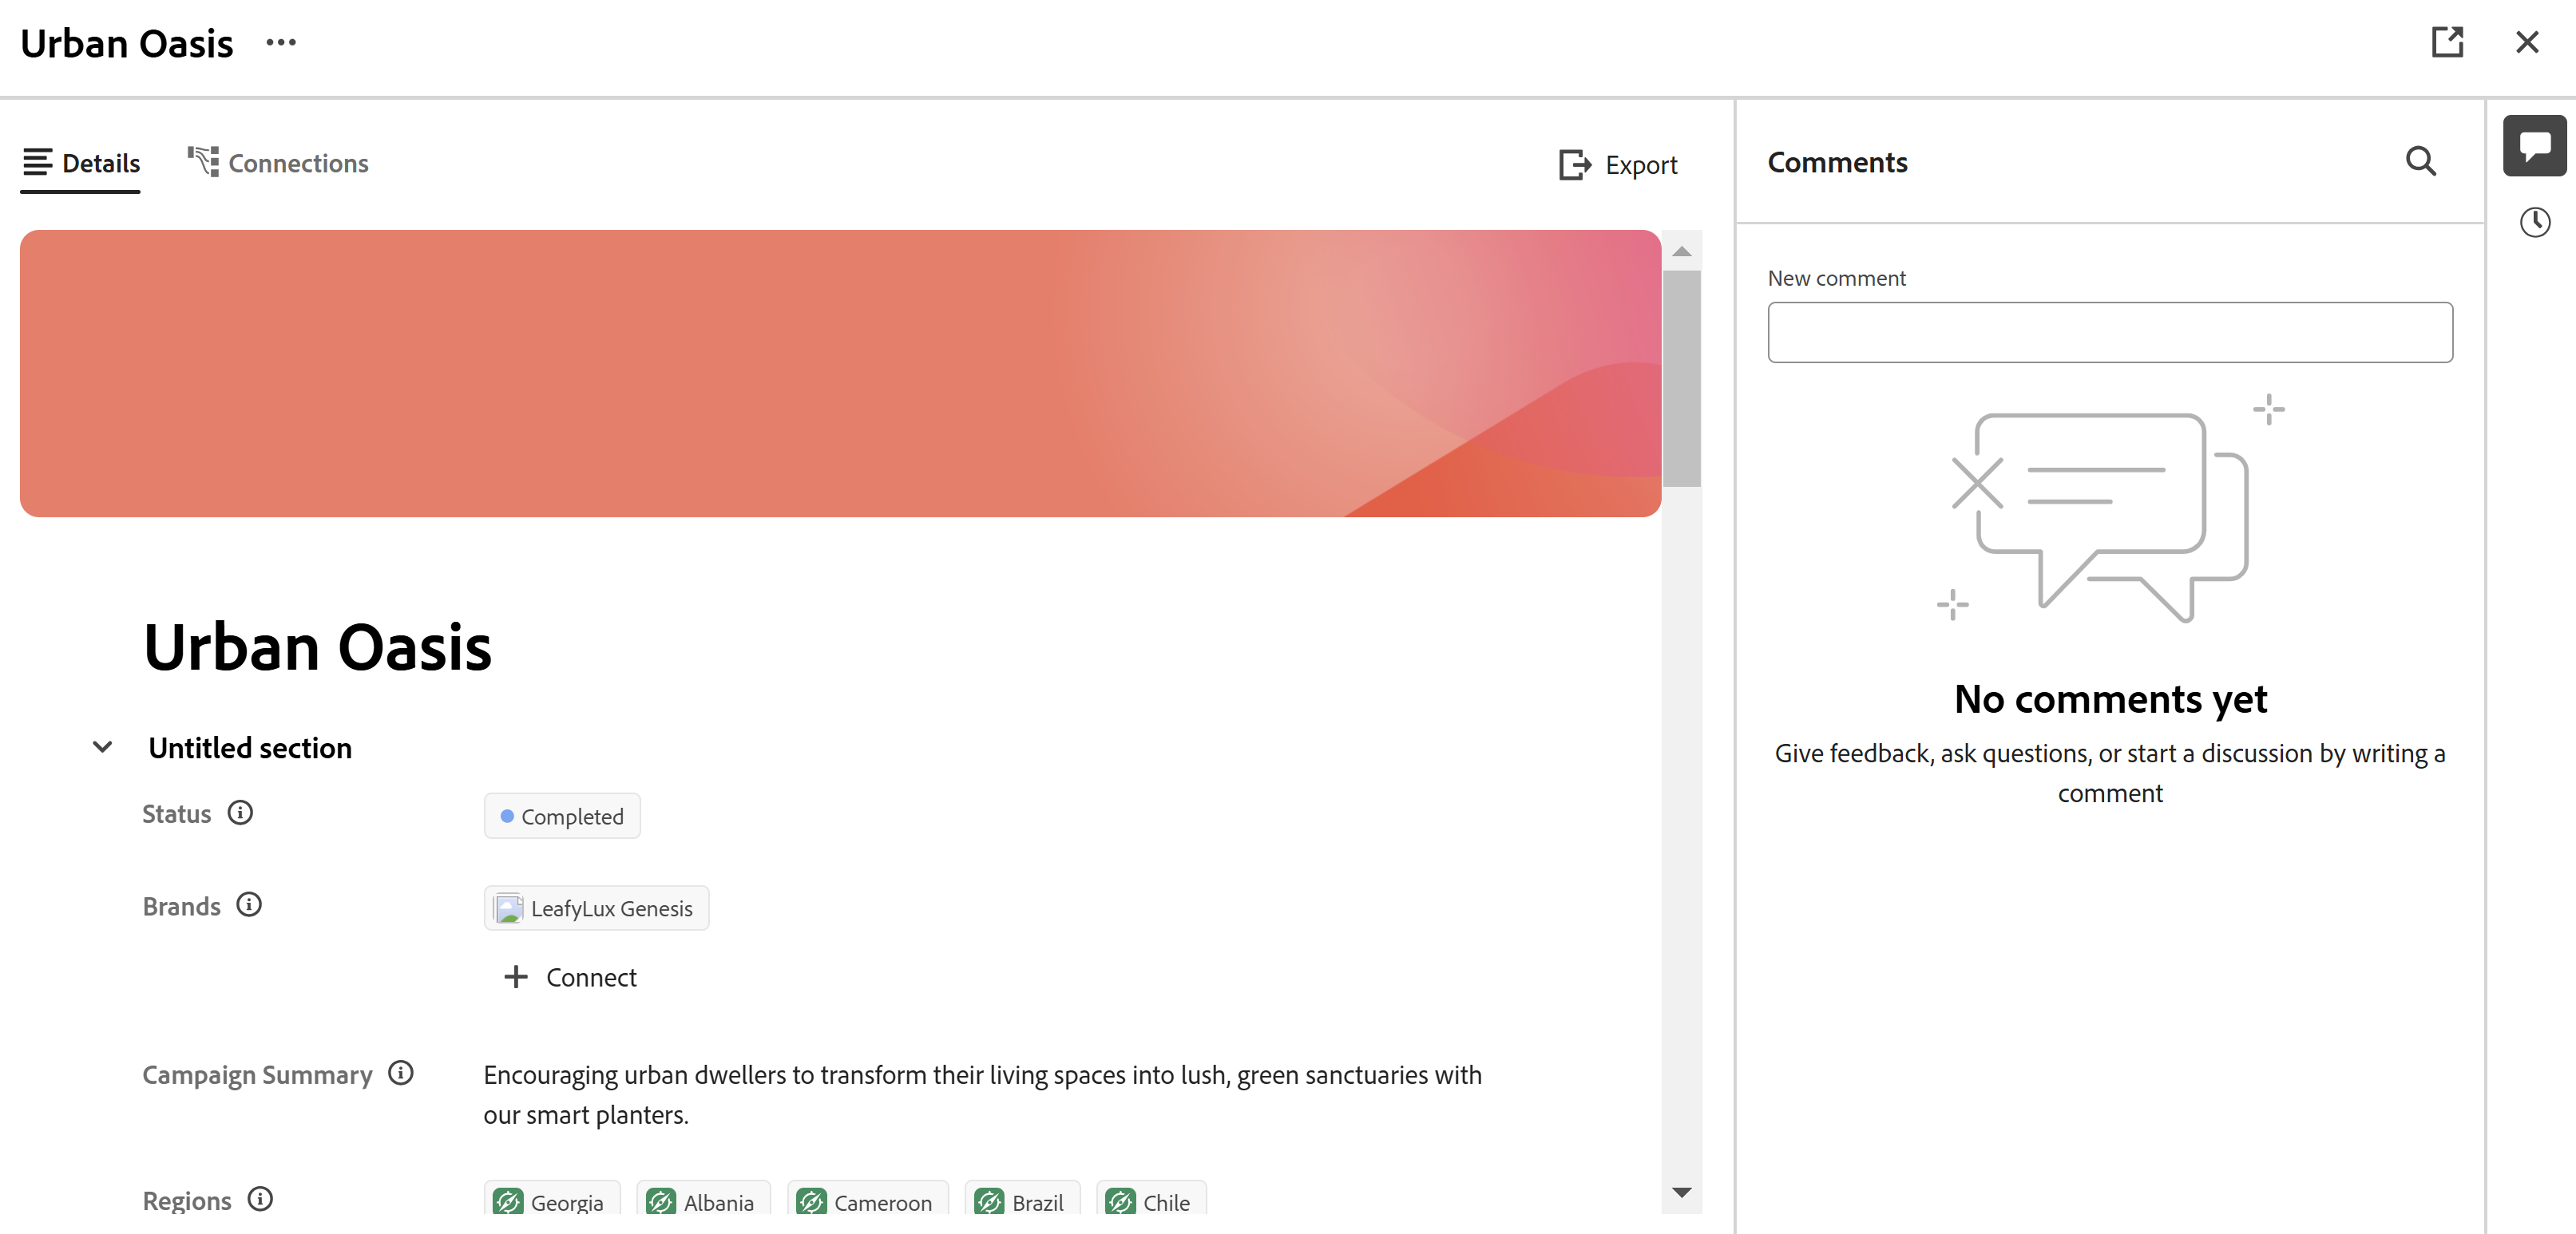 Urban Oasis
Details
Connections
Export
Urban Oasis
Untitled section
Status
Completed
Brands
LeafyLux Genesis
Connect
Campaign Summary
Encouraging urban dwellers to transform their living spaces into lush, green sanctuaries with
our smart planters.
Regions
Georgia
Albania
Cameroon
Brazil
Chile
Comments
New comment
No comments yet
Give feedback, ask questions, or start a discussion by writing a
comment